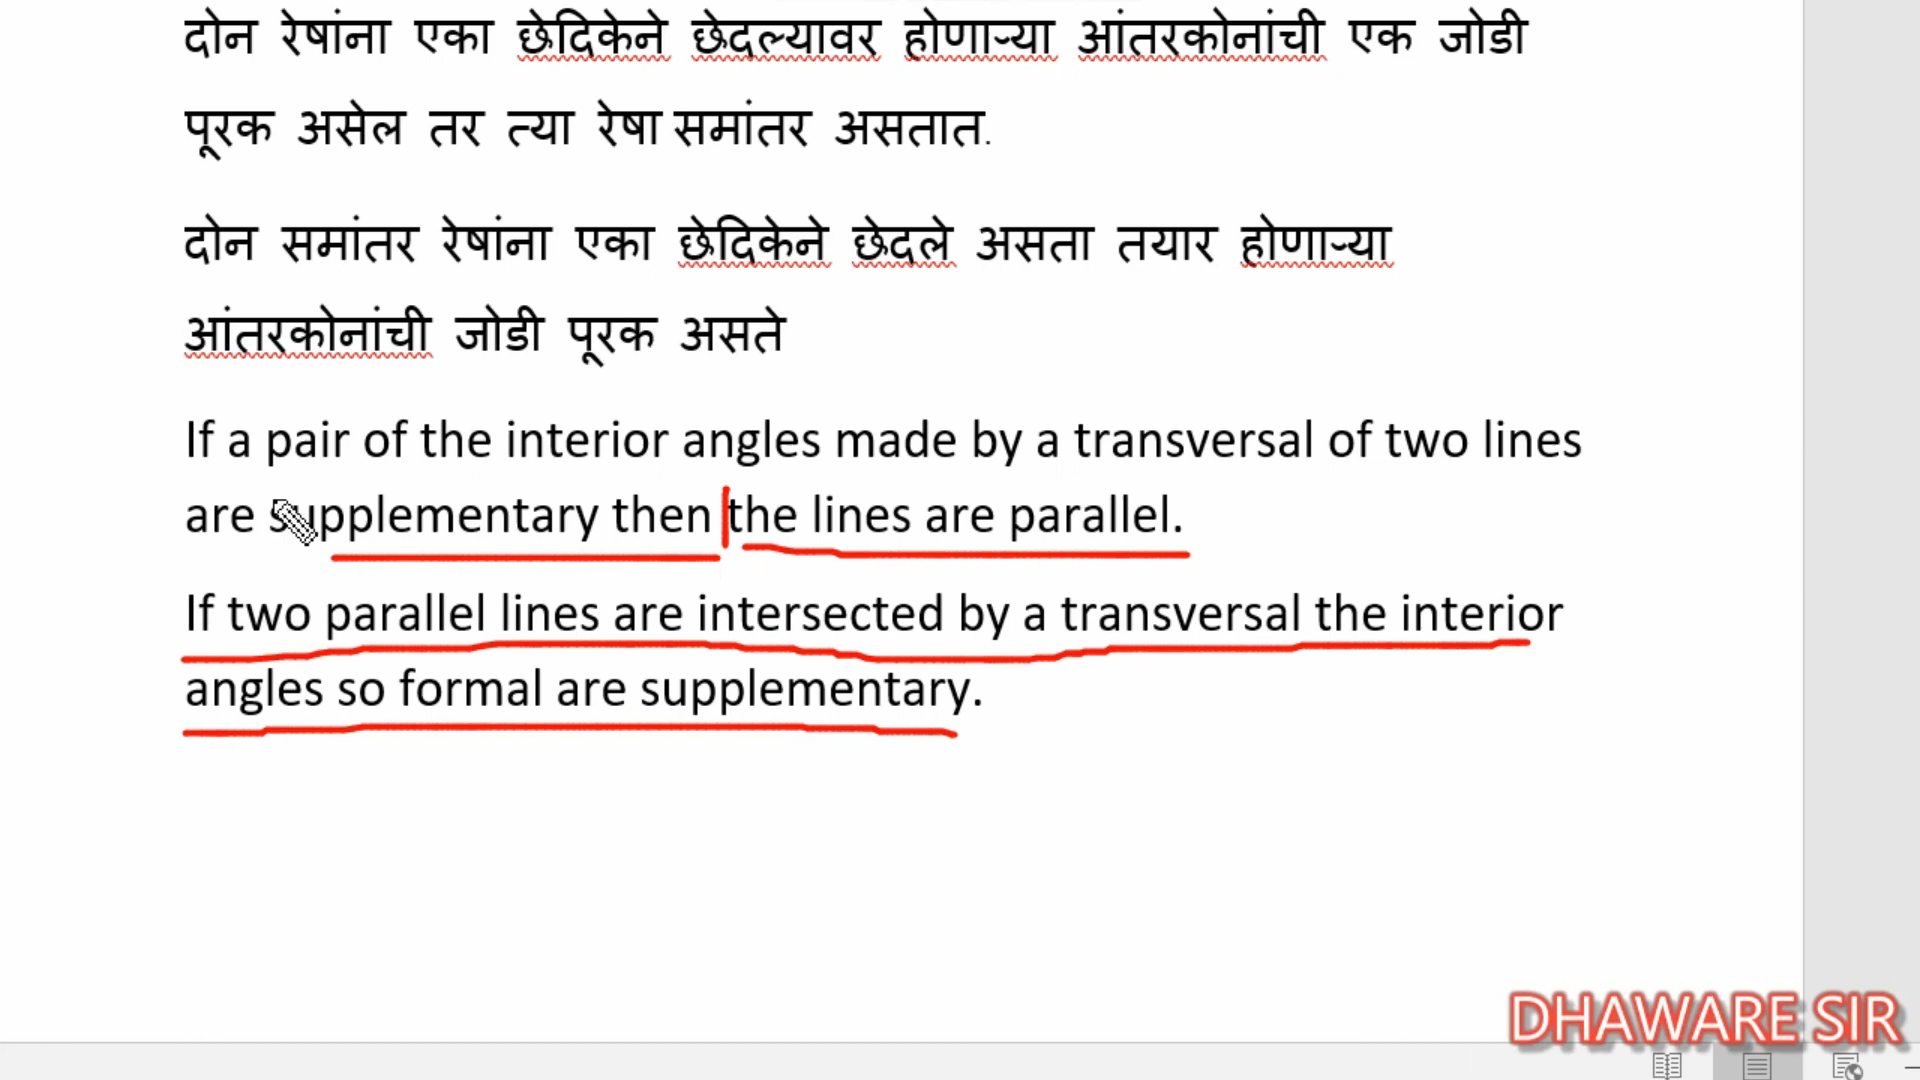 दोन रेषांना एका छेदिकेने छेदल्यावर होणाऱ्या आंतरकोनांची एक जोडी
पूरक असेल तर त्या रेषा समांतर असतात.
दोन समांतर रेषांना एका छेदिकेने छेदले असता तयार होणाऱ्या
आंतरकोनांची जोडी पूरक असते
If a pair of the interior angles made by a transversal of two lines
are supplementary then the lines are parallel.
If two parallel lines are intersected by a transversal the interior
angles so formal are supplementary.
DHAWARE SIR